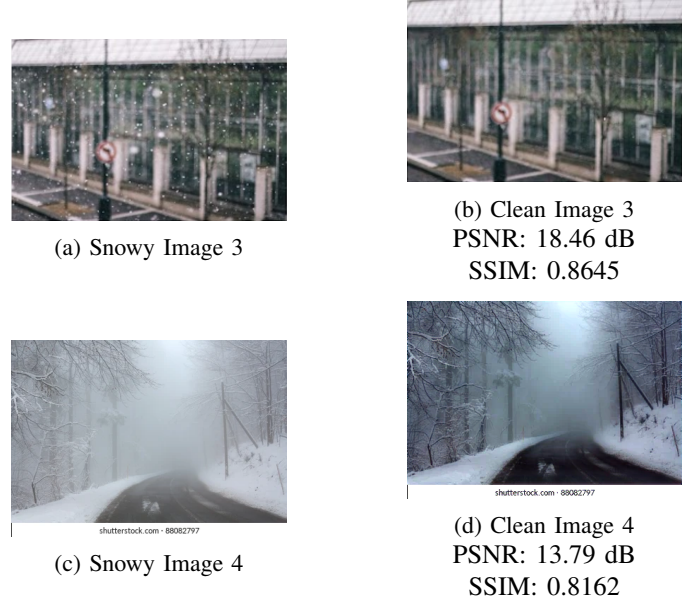 (a) Snowy Image 3
(b) Clean Image 3
PSNR: 18.46 dB
SSIM: 0.8645
shutterstock.com · 88082797
(c) Snowy Image 4
shutterstock.com · 88082797
(d) Clean Image 4
PSNR: 13.79 dB
SSIM: 0.8162